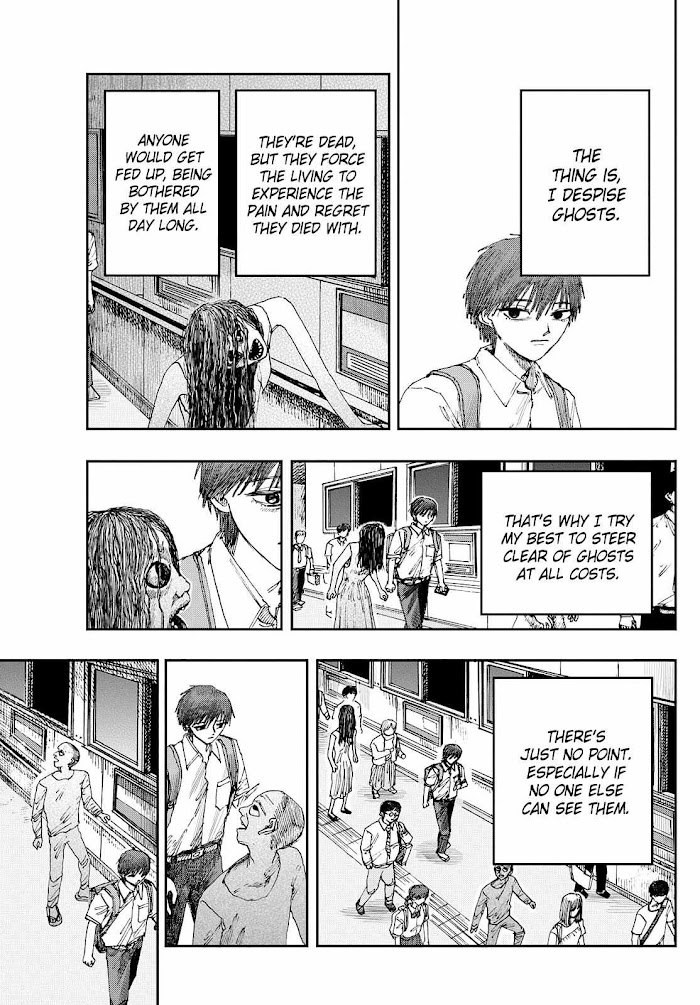 THE
THING IS,
I DESPISE
GHOSTS.
THEY'RE DEAD,
BUT THEY FORCE
THE LIVING TO
EXPERIENCE THE
PAIN AND REGRET
THEY DIED WITH.
ANYONE
WOULD GET
FED UP, BEING
BOTHERED
BY THEM ALL
DAY LONG.
THAT'S WHY I TRY
MY BEST TO STEER
CLEAR OF GHOSTS
AT ALL COSTS.
THERE'S
JUST NO POINT.
ESPECIALLY IF
NO ONE ELSE
CAN SEE THEM.